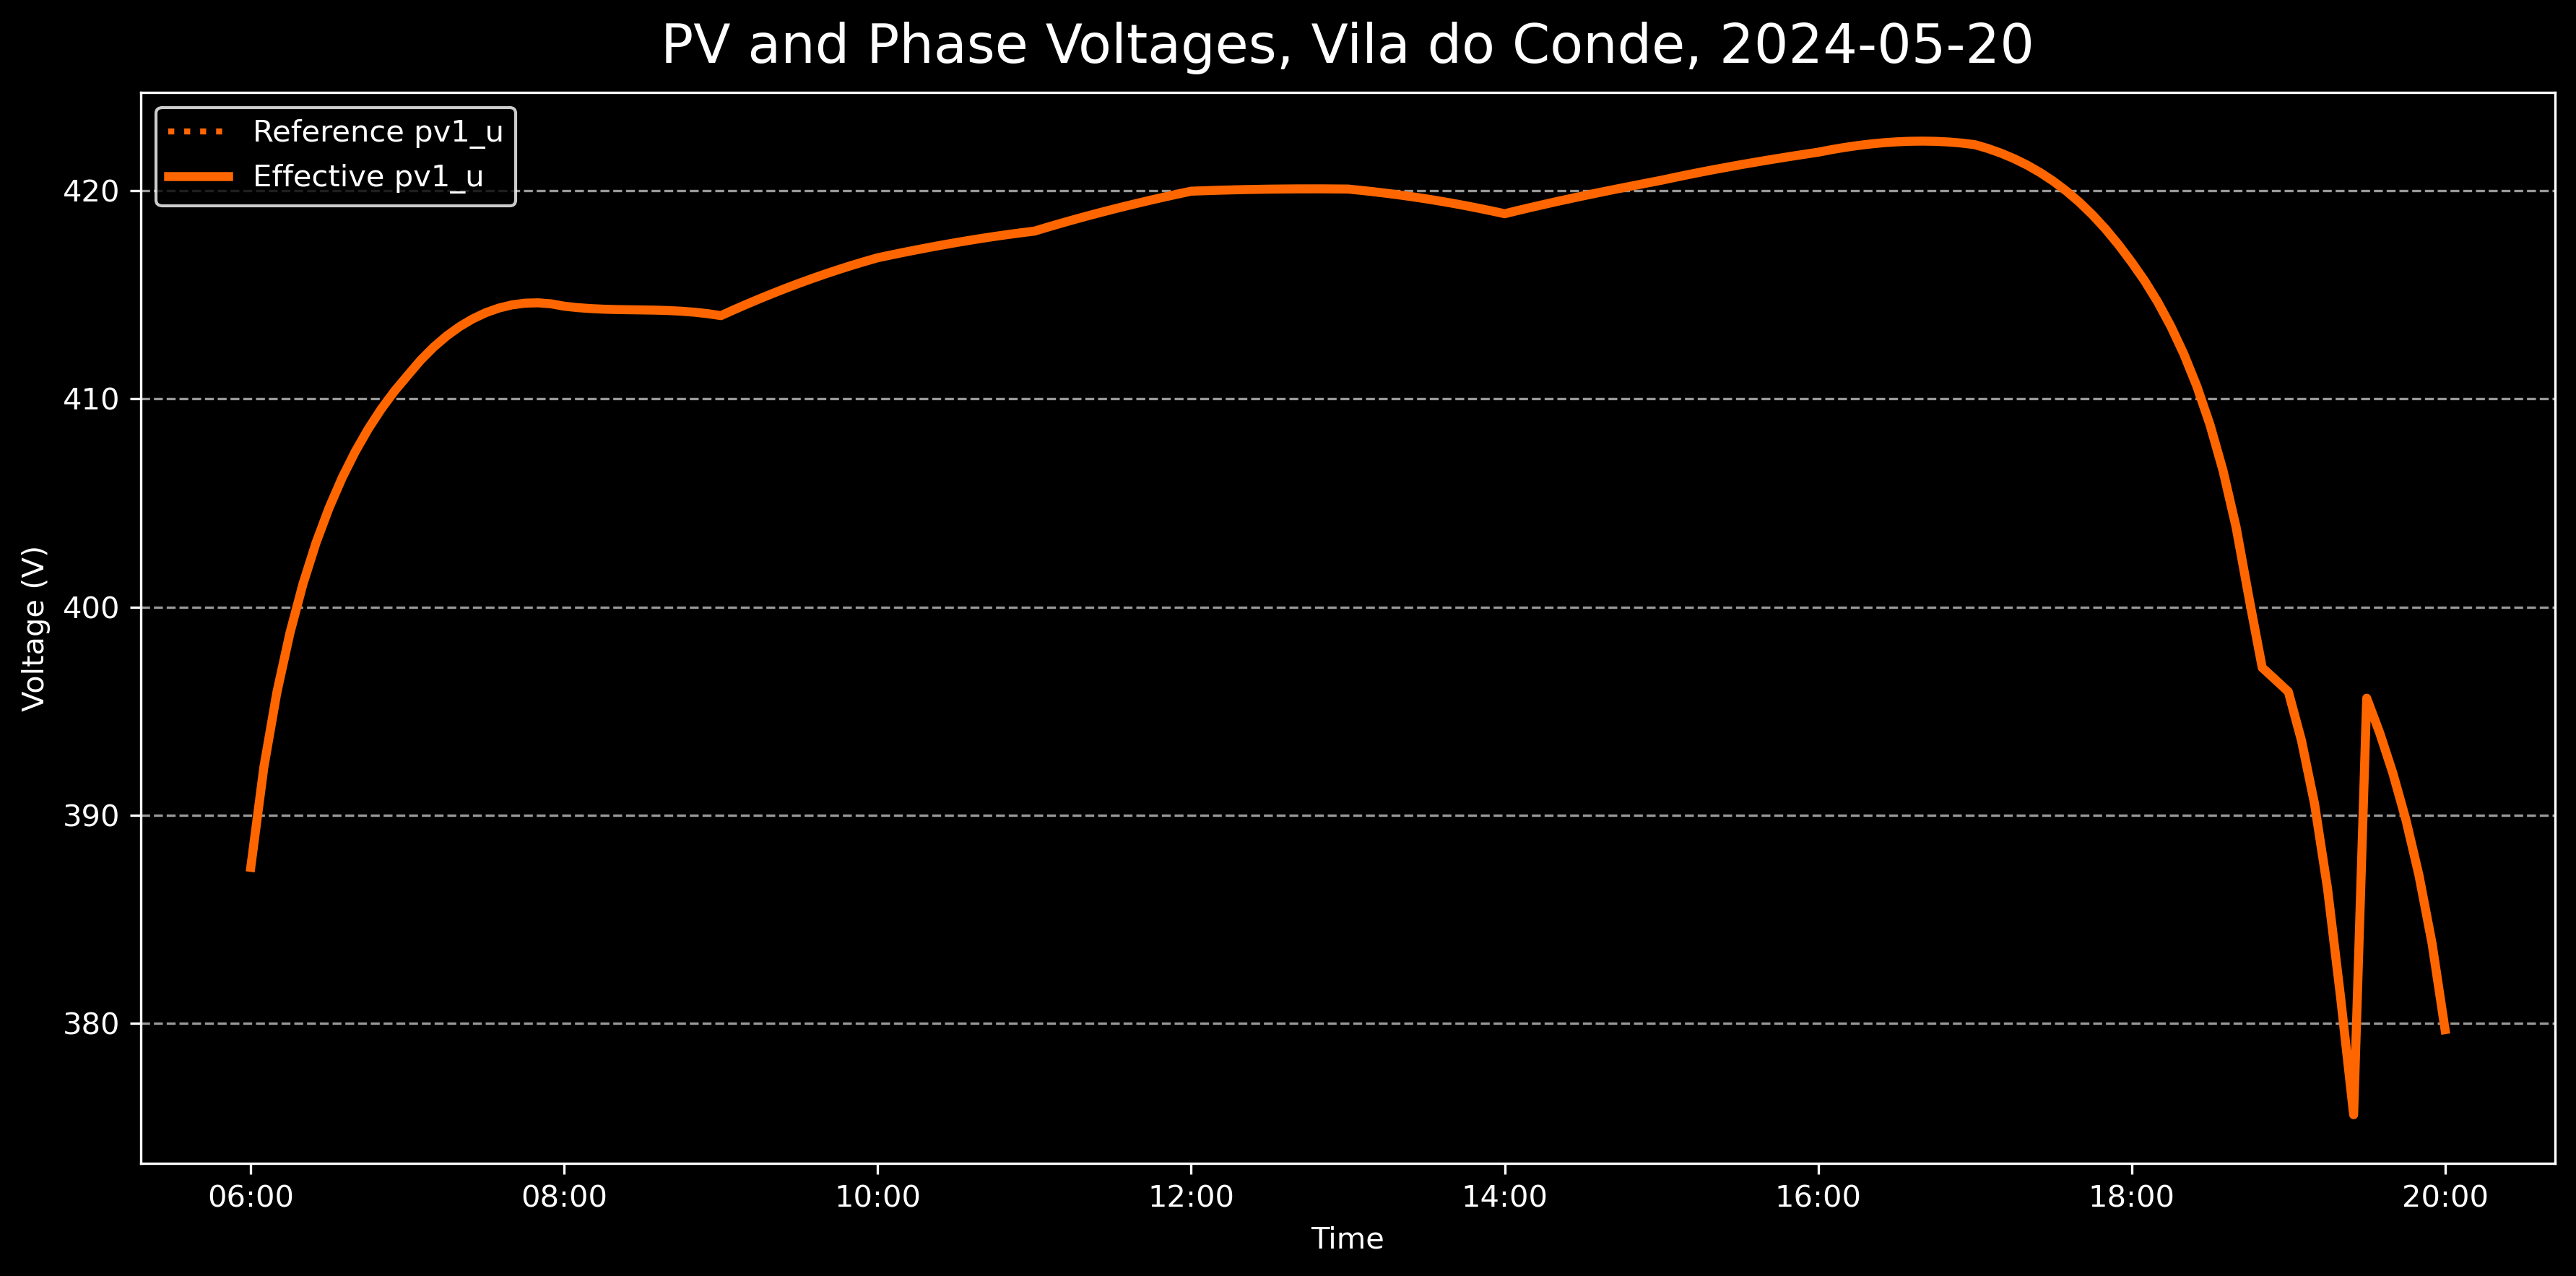 PV and Phase Voltages, Vila do Conde, 2024-05-20
Reference pv1_u
Effective pv1_u
420
410
400
390
380
Voltage (V)
06:00
08:00
10:00
12:00
14:00
16:00
18:00
20:00
Time